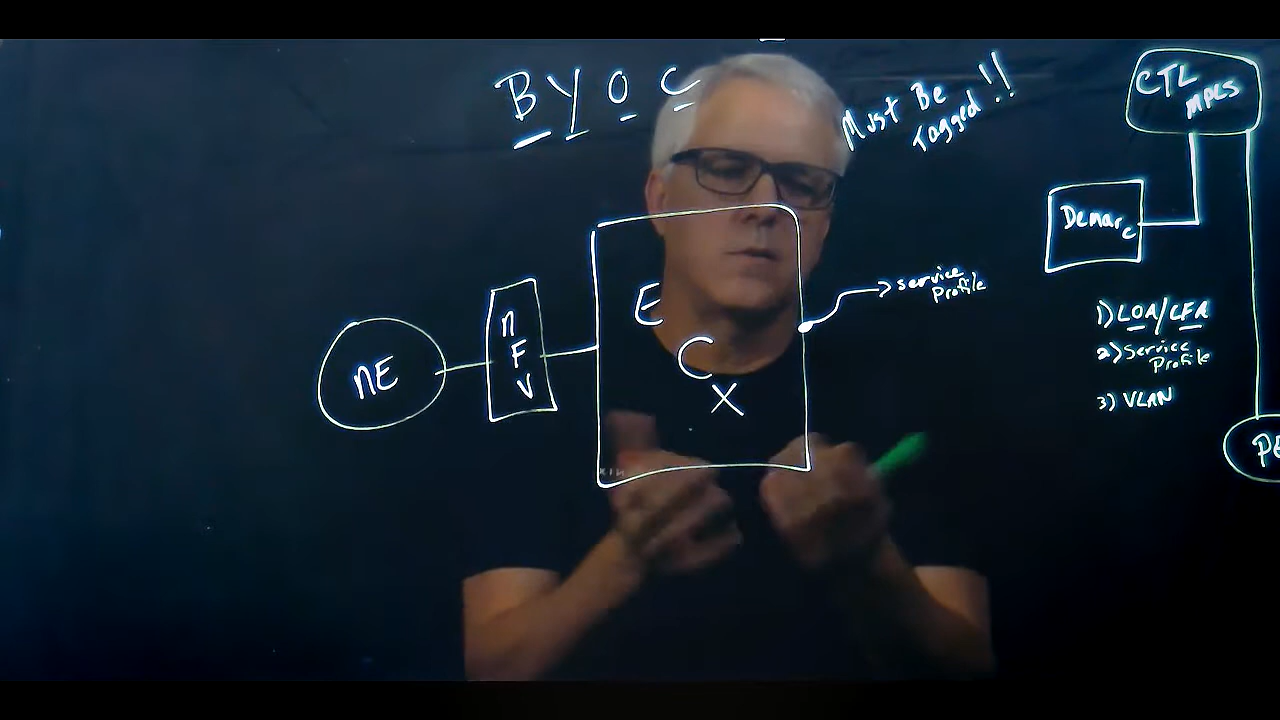 BYOC
Must Be
Tagged!!
CTL
MPLS
Demarc
Service
Profile
E
C
X
NE
NFV
1) LOA/CFA
2) Service
Profile
3) VLAN
PE